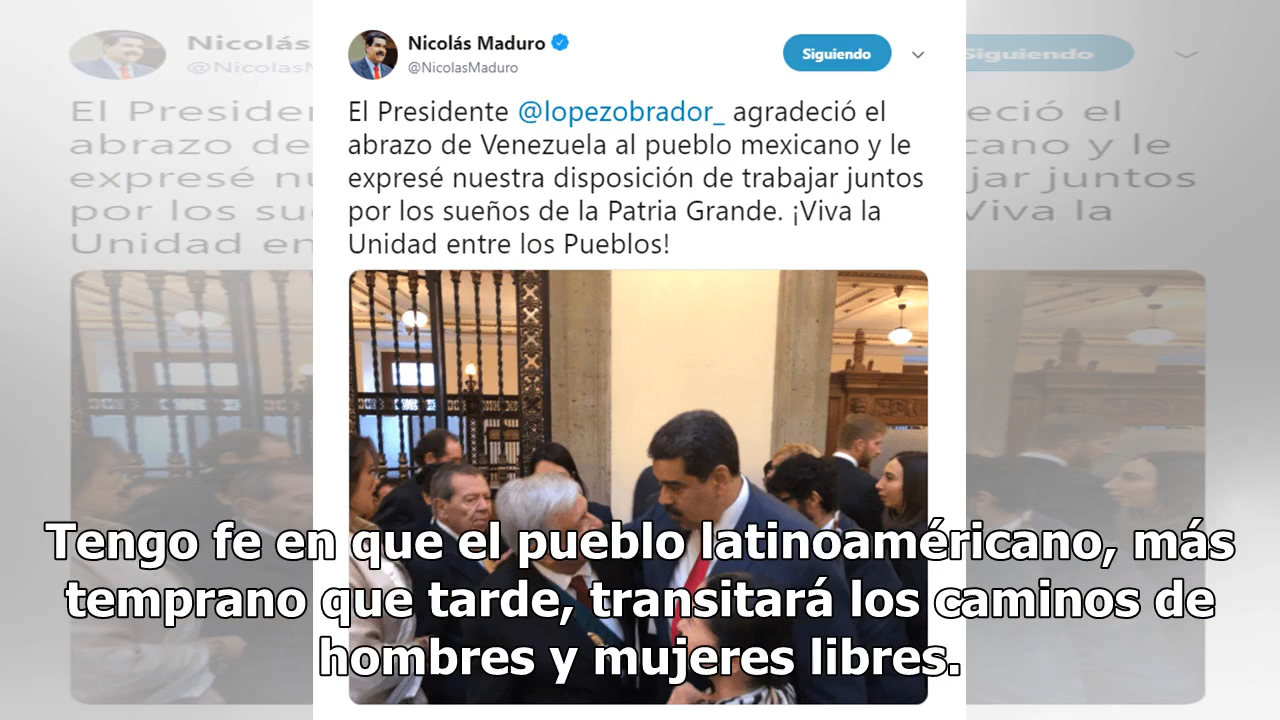 Nicolás Maduro
@NicolasMaduro
Siguiendo
El Presidente @lopezobrador_ agradeció el
abrazo de Venezuela al pueblo mexicano y le
expresé nuestra disposición de trabajar juntos
por los sueños de la Patria Grande. ¡Viva la
Unidad entre los Pueblos!
Tengo fe en que el pueblo latinoaméricano, más
temprano que tarde, transitará los caminos de
hombres y mujeres libres.